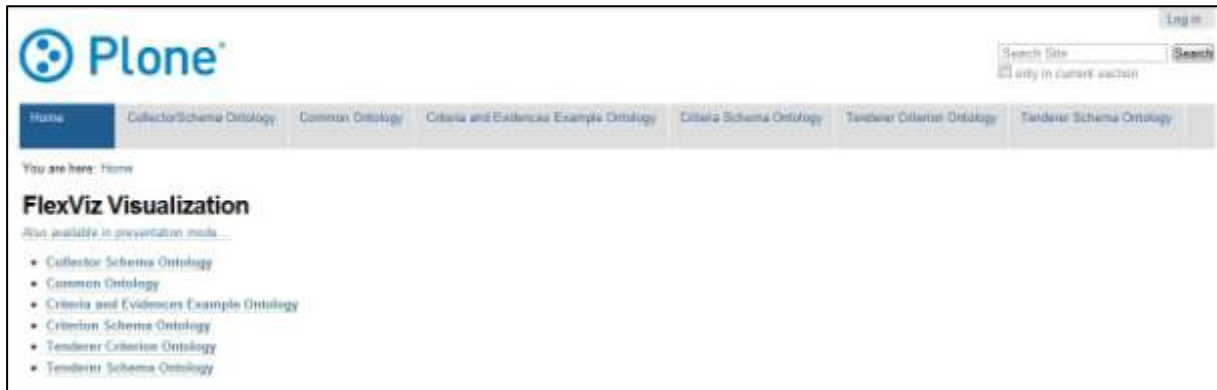 Log in
Plone®
Search Site
Search
only in current section
Home CollectorSchema Ontology Common Ontology Criteria and Evidences Example Ontology Criteria Schema Ontology Tenderer Criterion Ontology Tenderer Schema Ontology
You are here: Home
FlexViz Visualization
Also available in presentation mode...
Collector Schema Ontology
Common Ontology
Criteria and Evidences Example Ontology
Criterion Schema Ontology
Tenderer Criterion Ontology
Tenderer Schema Ontology